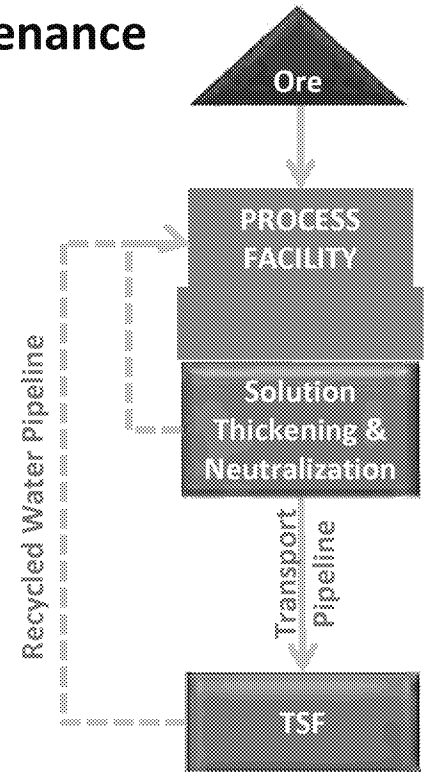 enance
Ore
PROCESS
FACILITY
Solution
Thickening &
Neutralization
Recycled Water Pipeline
Transport
Pipeline
TSF